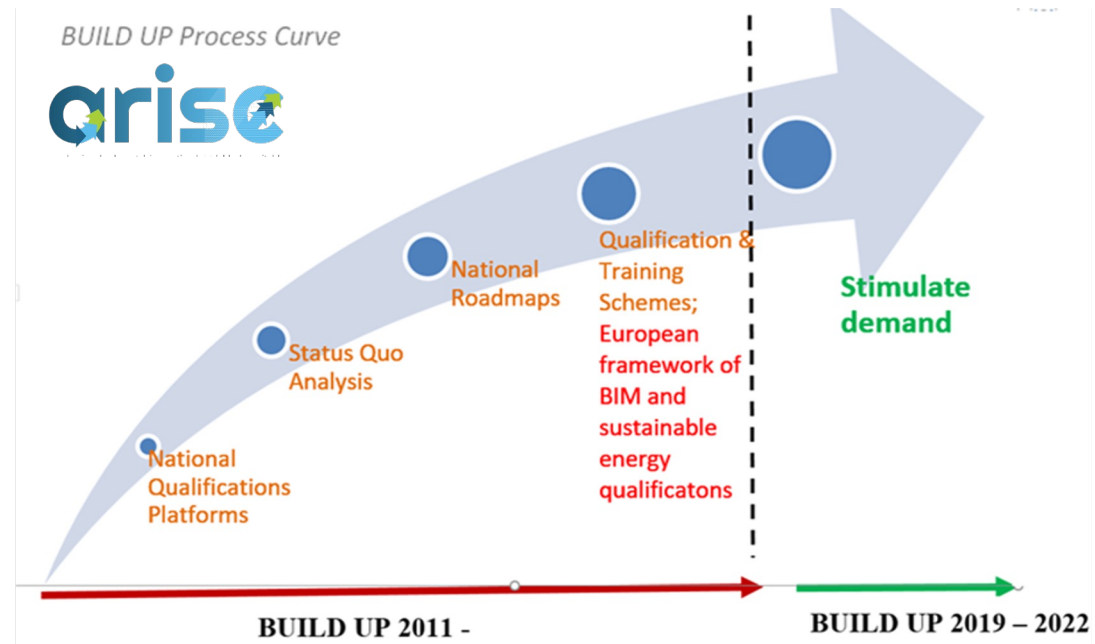 BUILD UP Process Curve
arise
National
Qualifications
Platforms
Status Quo
Analysis
National
Roadmaps
Qualification &
Training
Schemes;
European
framework of
BIM and
sustainable
energy
qualificatons
Stimulate
demand
BUILD UP 2011 -
BUILD UP 2019 – 2022